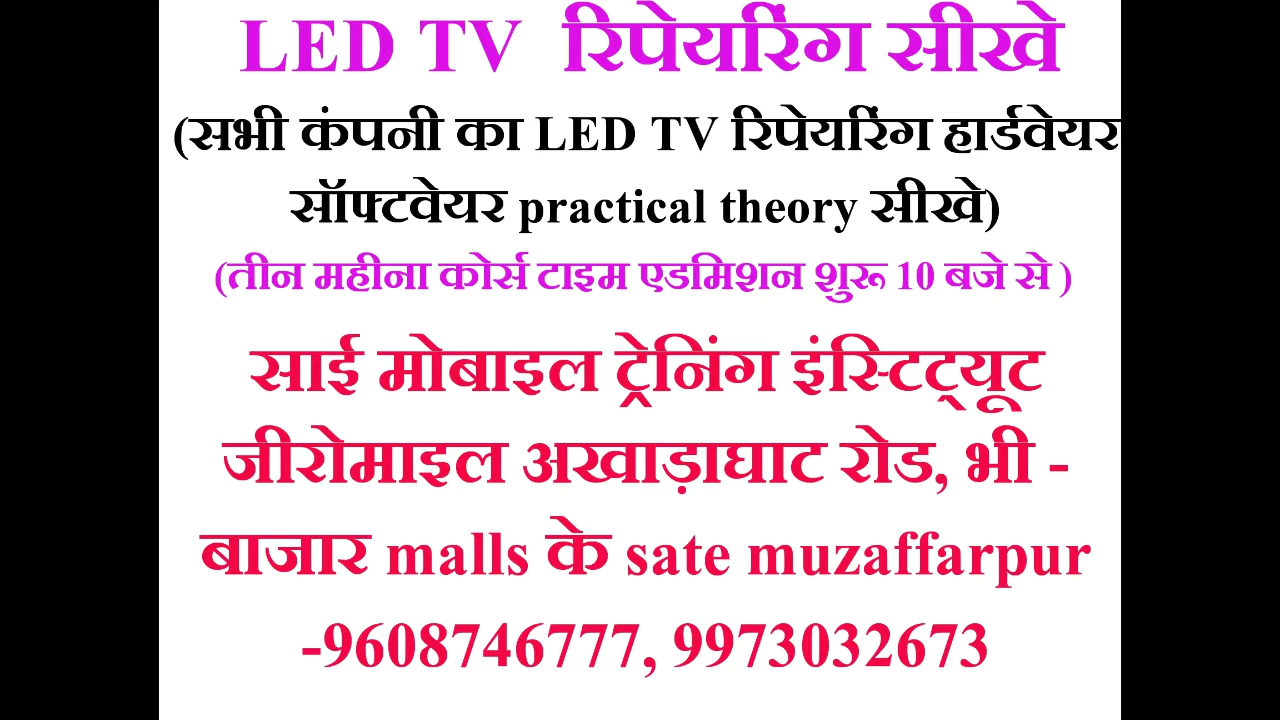 LED TV रिपेयरिंग सीखे
(सभी कंपनी का LED TV रिपेयरिंग हार्डवेयर
सॉफ्टवेयर practical theory सीखे)
(तीन महीना कोर्स टाइम एडमिशन शुरू 10 बजे से )
साई मोबाइल ट्रेनिंग इंस्टिट्यूट
जीरोमाइल अखाड़ाघाट रोड, भी -
बाजार malls के sate muzaffarpur
-9608746777, 9973032673